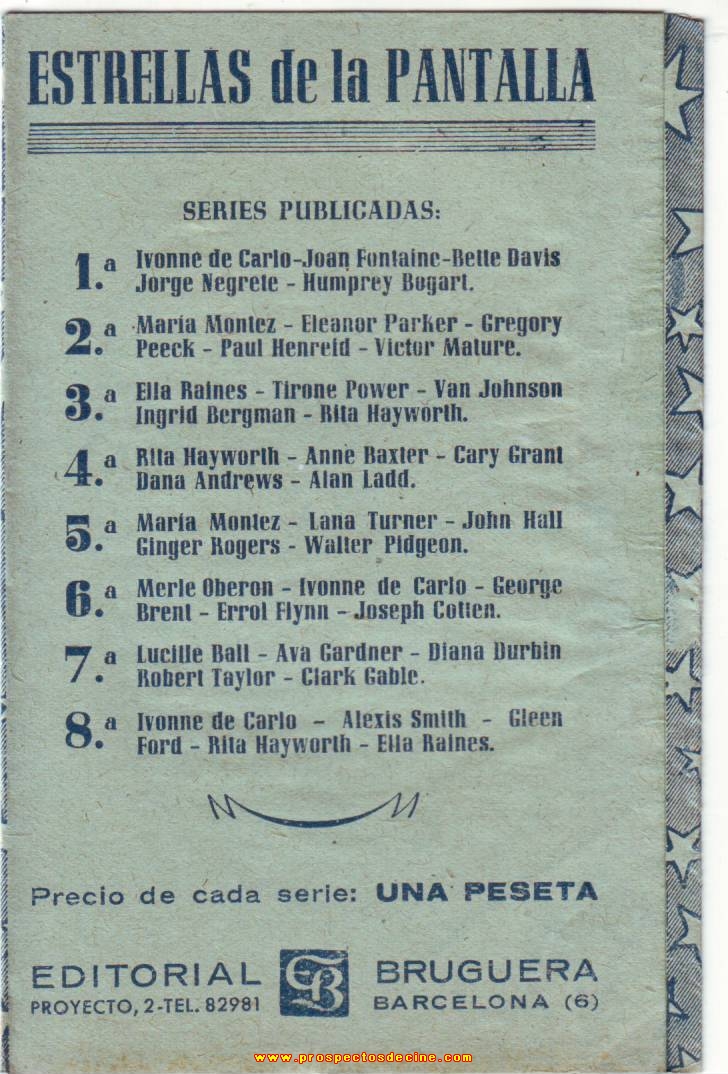 ESTRELLAS de la PANTALLA
SERIES PUBLICADAS:
1.ª Ivonne de Carlo-Joan Fontaine-Bette Davis
Jorge Negrete - Humprey Bogart.
2.ª María Montez - Eleanor Parker - Gregory
Peeck - Paul Henreid - Victor Mature.
3.ª Ella Raines - Tirone Power - Van Johnson
Ingrid Bergman - Rita Hayworth.
4.ª Rita Hayworth - Anne Baxter - Cary Grant
Dana Andrews - Alan Ladd.
5.ª María Montez - Lana Turner - John Hall
Ginger Rogers - Walter Pidgeon.
6.ª Merle Oberon - Ivonne de Carlo - George
Brent - Errol Flynn - Joseph Cotten.
7.ª Lucille Ball - Ava Gardner - Diana Durbin
Robert Taylor - Clark Gable.
8.ª Ivonne de Carlo - Alexis Smith - Gleen
Ford - Rita Hayworth - Ella Raines.
Precio de cada serie: UNA PESETA
EDITORIAL EB BRUGUERA
PROYECTO, 2-TEL. 82981 BARCELONA (6)
www.prospectosdecine.com